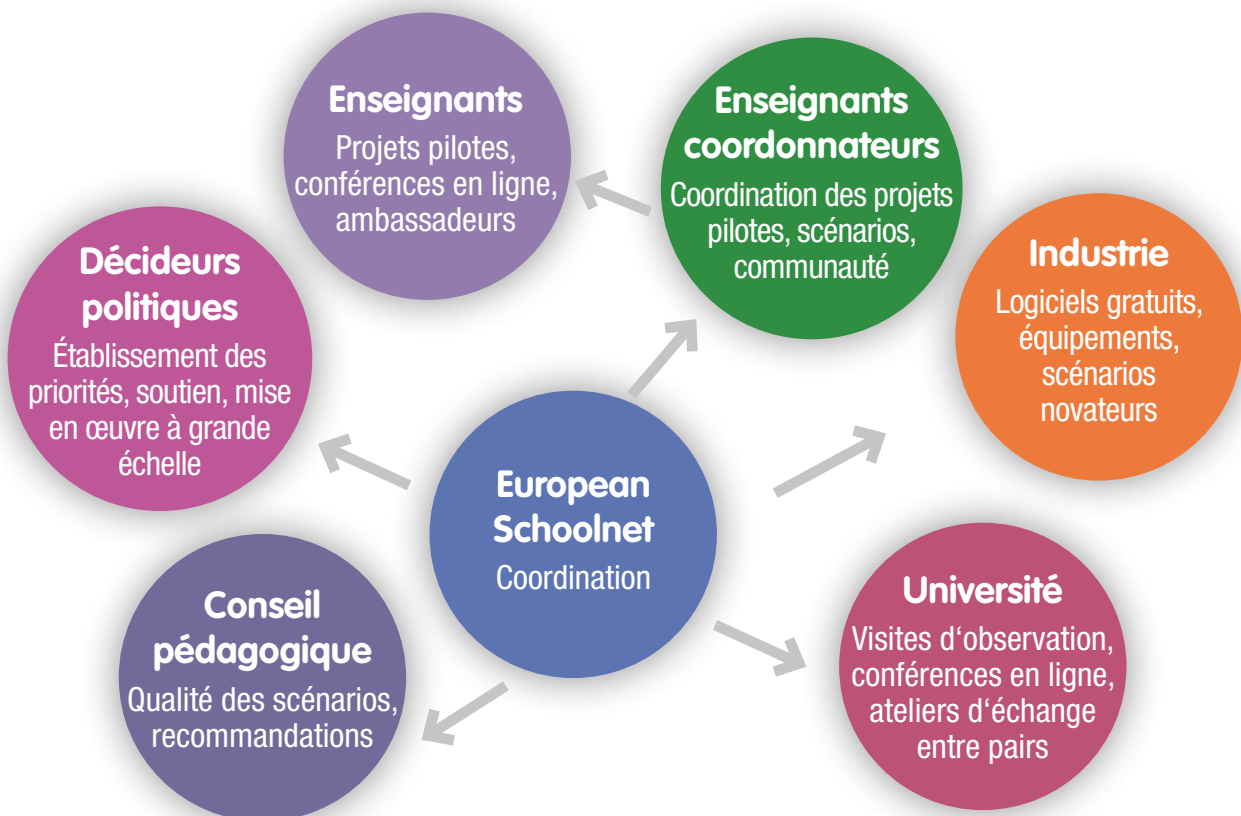 Enseignants
Projets pilotes,
conférences en ligne,
ambassadeurs
Enseignants
coordonnateurs
Coordination des projets
pilotes, scénarios,
communauté
Décideurs
politiques
Établissement des
priorités, soutien, mise
en œuvre à grande
échelle
Industrie
Logiciels gratuits,
équipements,
scénarios
novateurs
European
Schoolnet
Coordination
Conseil
pédagogique
Qualité des scénarios,
recommandations
Université
Visites d‘observation,
conférences en ligne,
ateliers d‘échange
entre pairs